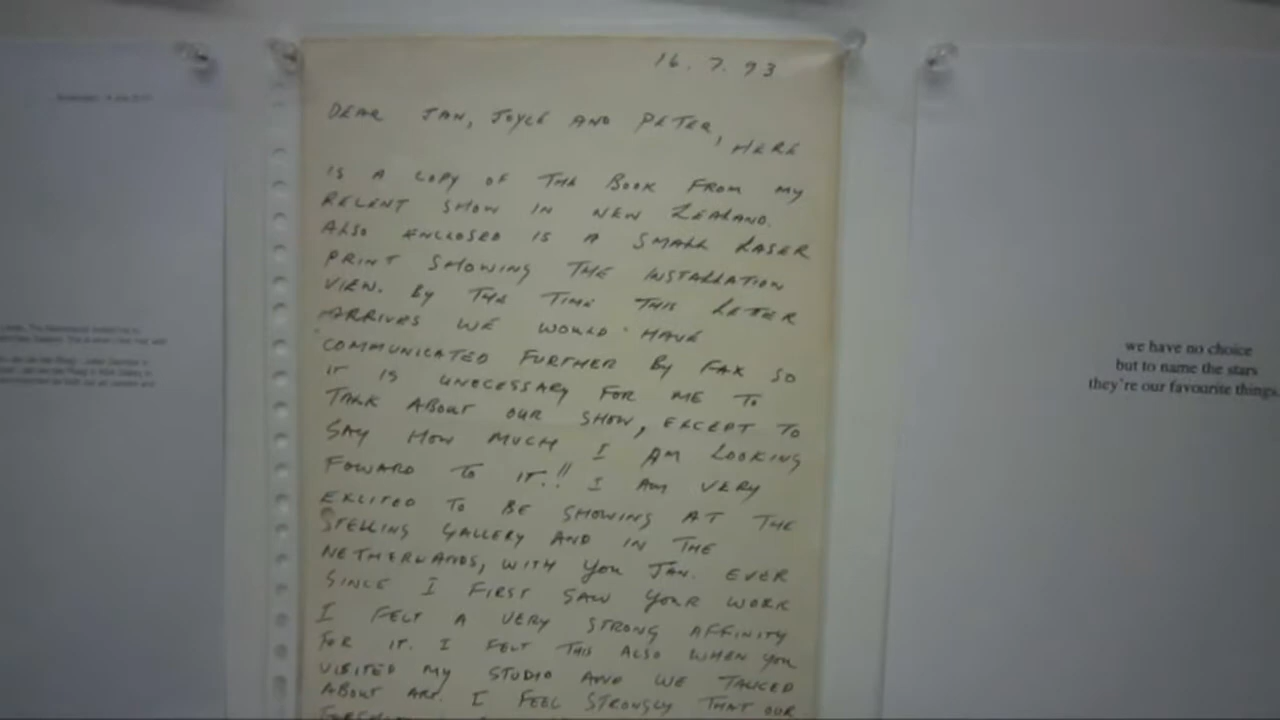 16.7.93
DEAR JAN, JOYCE AND PETER,
HERE
IS A COPY OF THE BOOK FROM MY
RECENT SHOW IN NEW ZEALAND.
ALSO ENCLOSED IS A SMALL LASER
PRINT SHOWING THE INSTALLATION
VIEW. BY THE TIME THIS LETTER
ARRIVES WE WOULD HAVE
COMMUNICATED FURTHER BY FAX SO
IT IS UNECESSARY FOR ME TO
TALK ABOUT OUR SHOW, EXCEPT TO
SAY HOW MUCH I AM LOOKING
FOWARD TO IT.!! I AM VERY
EXCITED TO BE SHOWING AT THE
STELLING GALLERY AND IN THE
NETHERLANDS, WITH YOU JAN. EVER
SINCE I FIRST SAW YOUR WORK
I FELT A VERY STRONG AFFINITY
FOR IT. I FELT THIS ALSO WHEN YOU
VISITED MY STUDIO AND WE TALKED
ABOUT ART. I FEEL STRONGLY THAT OUR
we have no choice
but to name the stars
they're our favourite things